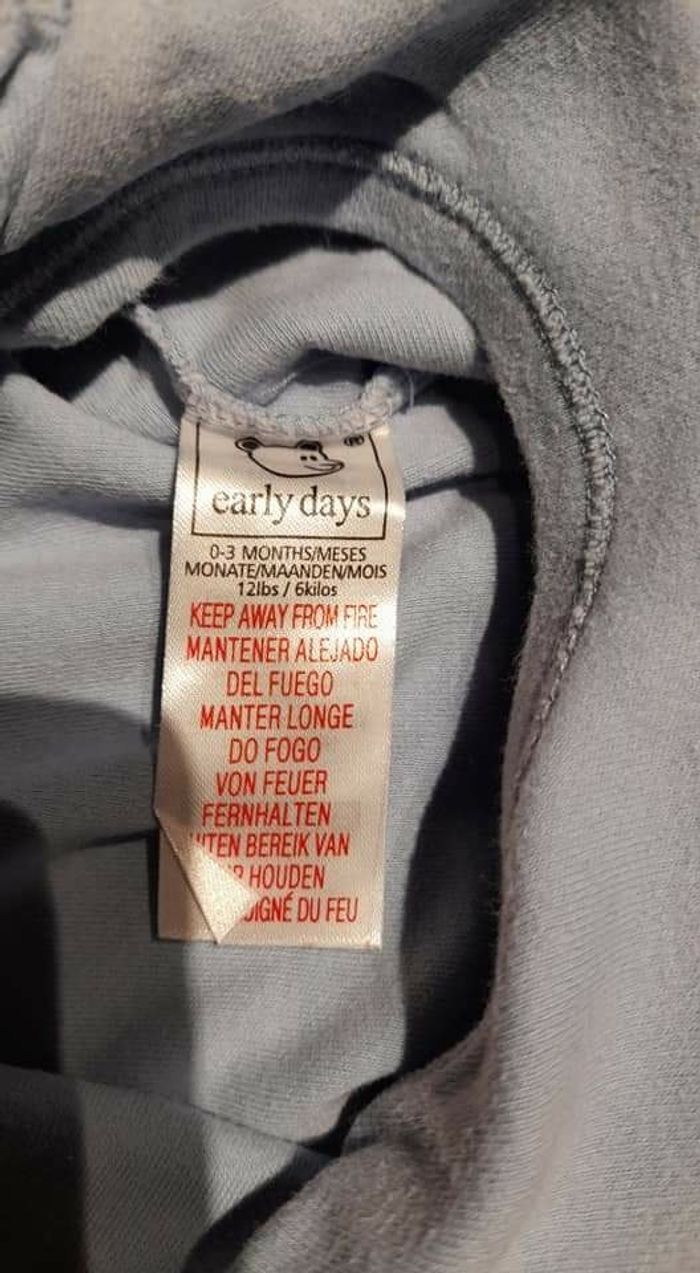 ®
early days
0-3 MONTHS/MESES
MONATE/MAANDEN/MOIS
12lbs / 6kilos
KEEP AWAY FROM FIRE
MANTENER ALEJADO
DEL FUEGO
MANTER LONGE
DO FOGO
VON FEUER
FERNHALTEN
BEREIK VAN
HOUDEN
DU FEU